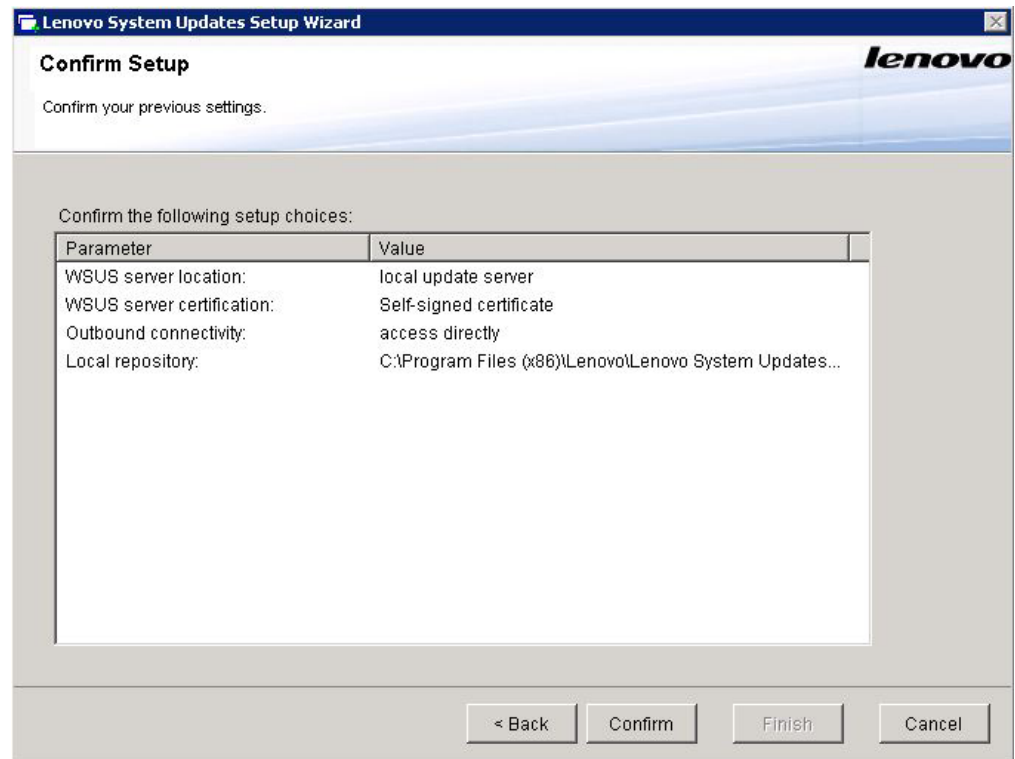 Lenovo System Updates Setup Wizard
Confirm Setup
lenovo
Confirm your previous settings.
Confirm the following setup choices:
Parameter Value
WSUS server location: local update server
WSUS server certification: Self-signed certificate
Outbound connectivity: access directly
Local repository: C:\Program Files (x86)\Lenovo\Lenovo System Updates...
< Back Confirm Finish Cancel